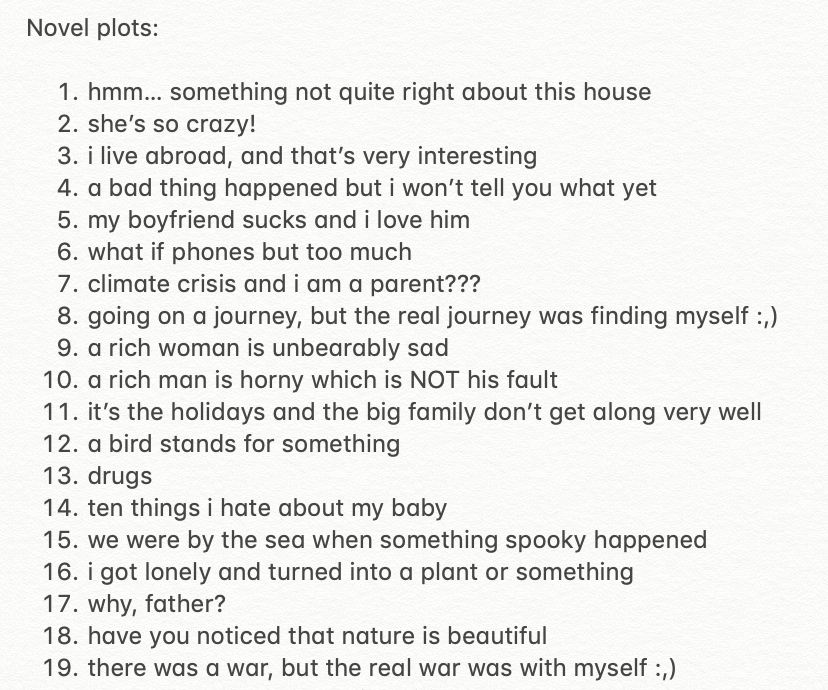 Novel plots:
1. hmm... something not quite right about this house
2. she’s so crazy!
3. i live abroad, and that’s very interesting
4. a bad thing happened but i won’t tell you what yet
5. my boyfriend sucks and i love him
6. what if phones but too much
7. climate crisis and i am a parent???
8. going on a journey, but the real journey was finding myself :,)
9. a rich woman is unbearably sad
10. a rich man is horny which is NOT his fault
11. it’s the holidays and the big family don’t get along very well
12. a bird stands for something
13. drugs
14. ten things i hate about my baby
15. we were by the sea when something spooky happened
16. i got lonely and turned into a plant or something
17. why, father?
18. have you noticed that nature is beautiful
19. there was a war, but the real war was with myself :,)